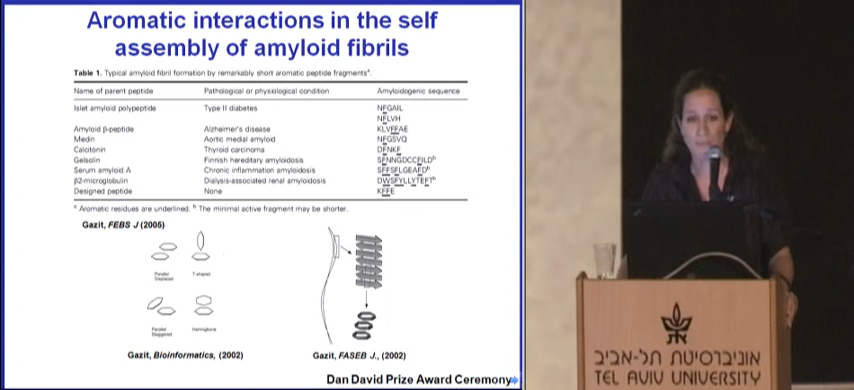 Aromatic interactions in the self
assembly of amyloid fibrils
Table 1. Typical amyloid fibril formation by remarkably short aromatic peptide fragmentsᵃ.
Name of parent peptide Pathological or physiological condition Amyloidogenic sequence
Islet amyloid polypeptide Type II diabetes NFGAIL
NFLVH
Amyloid β-peptide Alzheimer's disease KLVFFAE
Medin Aortic medial amyloid NFGSVQ
Calcitonin Thyroid carcinoma DFNKF
Gelsolin Finnish hereditary amyloidosis SFNNGDCCFILDᵇ
Serum amyloid A Chronic inflammation amyloidosis SFFSFLGEAFDᵇ
β2-microglobulin Dialysis-associated renal amyloidosis DWSFYLLYTEFTᵇ
Designed peptide None KFFE
ᵃ Aromatic residues are underlined. ᵇ The minimal active fragment may be shorter.
Gazit, FEBS J (2005)
Parallel Displaced
T-shaped
Parallel Staggered
Herringbone
Gazit, Bioinformatics, (2002)
Gazit, FASEB J., (2002)
Dan David Prize Award Ceremony
אוניברסיטת תל-אביב
TEL AVIV UNIVERSITY